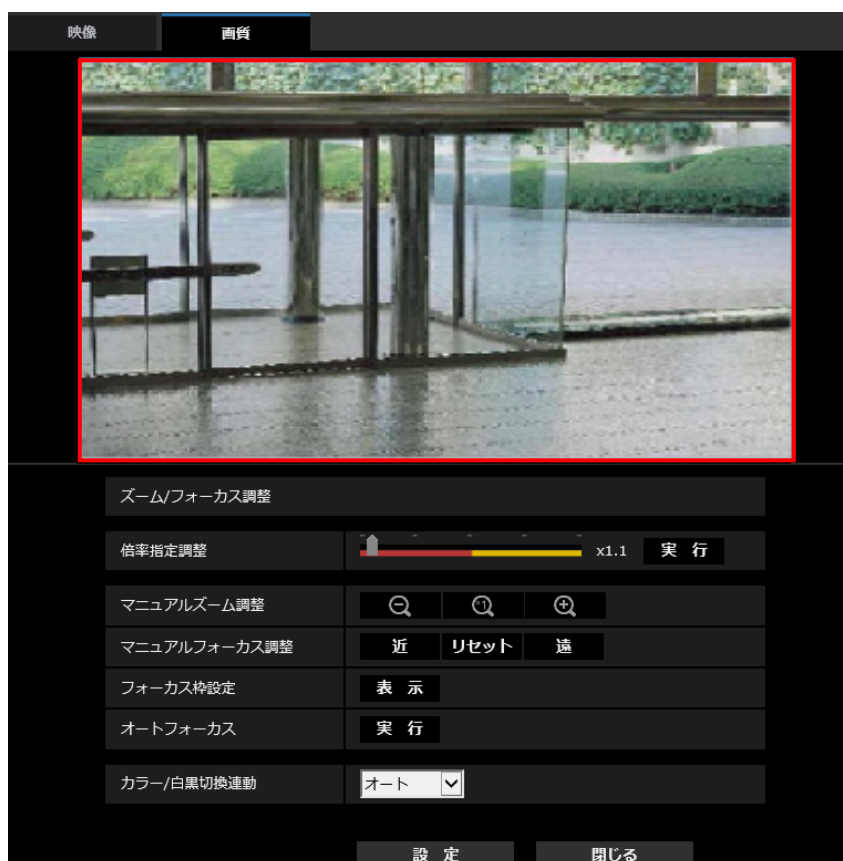 映像 画質
ズーム/フォーカス調整
倍率指定調整 x1.1 実 行
マニュアルズーム調整 ×1
マニュアルフォーカス調整 近 リセット 遠
フォーカス枠設定 表 示
オートフォーカス 実 行
カラー/白黒切換連動 オート
設 定 閉じる